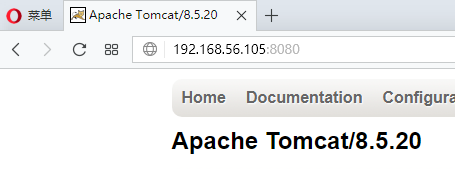 菜单 Apache Tomcat/8.5.20
192.168.56.105:8080
Home Documentation Configura
Apache Tomcat/8.5.20